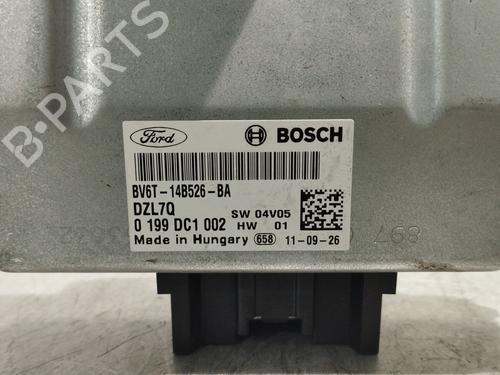 B-PARTS
Ford
BOSCH
BV6T-14B526-BA
DZL7Q
SW 04V05
0 199 DC1 002
HW 01
Made in Hungary
658
11-09-26